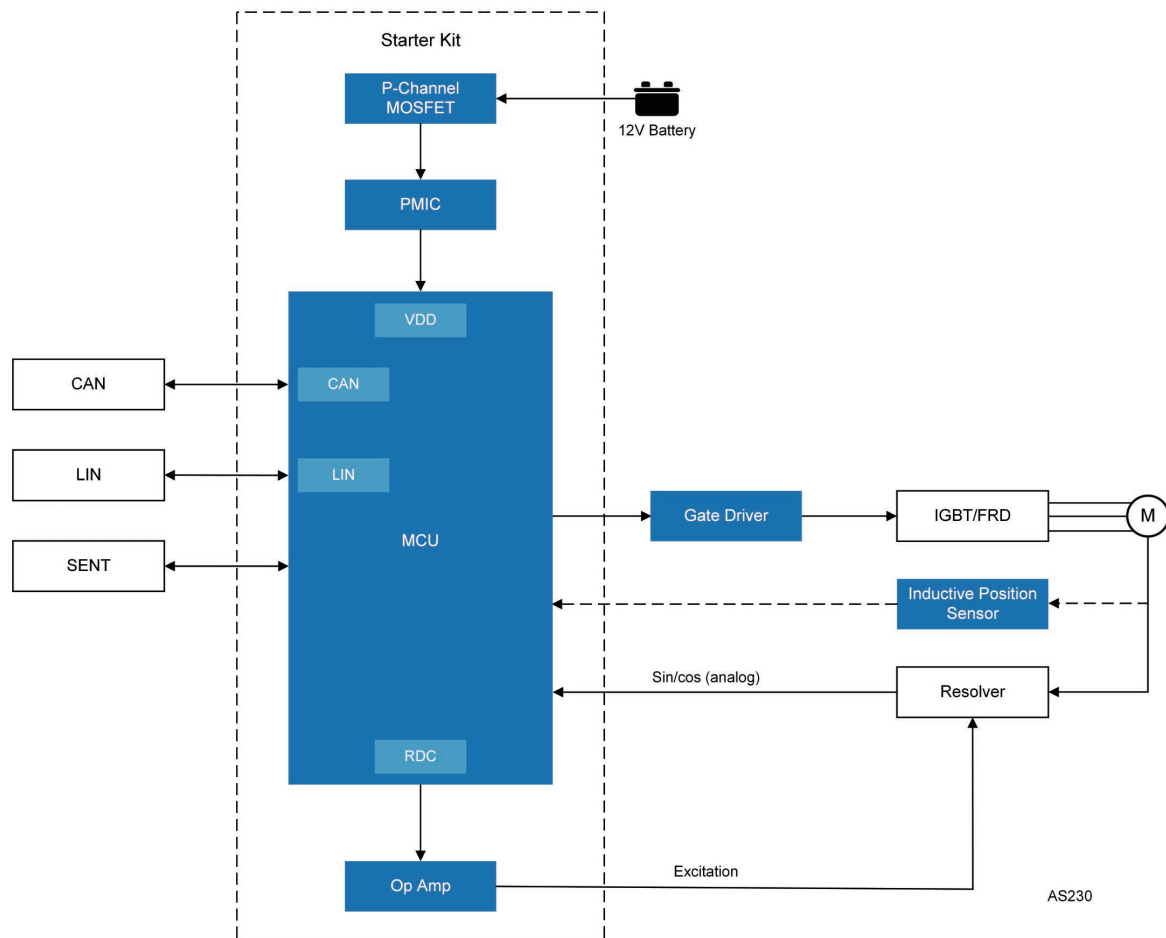 Starter Kit
P-Channel
MOSFET
12V Battery
PMIC
VDD
CAN
CAN
LIN
LIN
Gate Driver
IGBT/FRD
M
MCU
SENT
Inductive Position
Sensor
Sin/cos (analog)
Resolver
RDC
Excitation
Op Amp
AS230